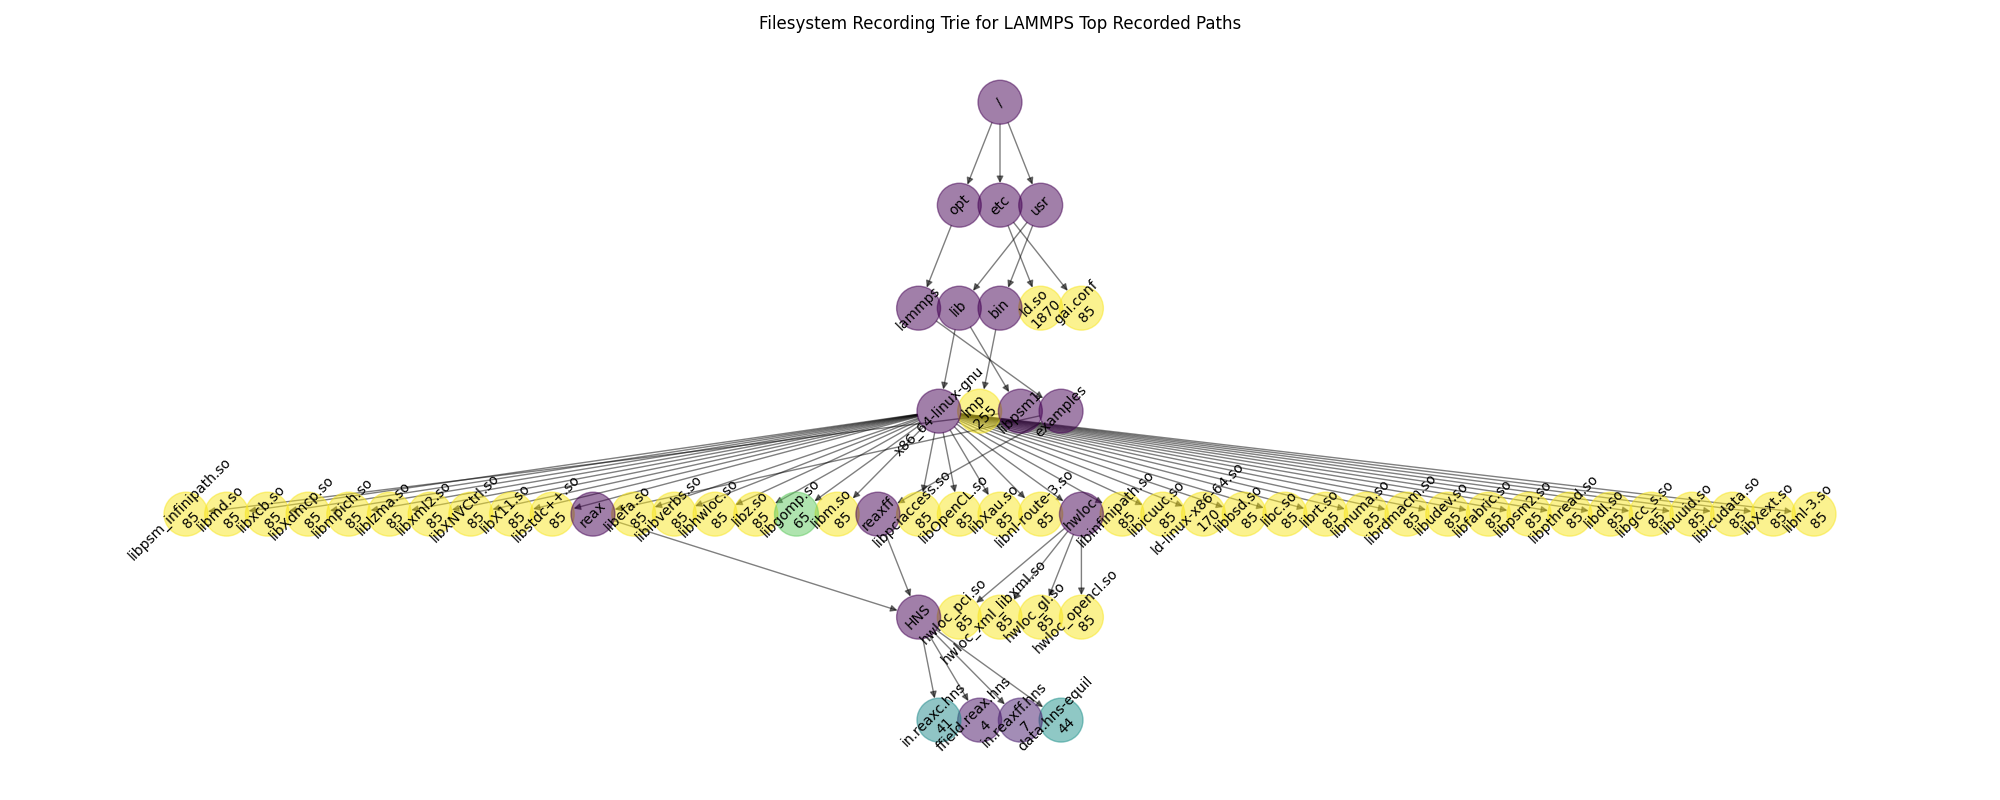 Filesystem Recording Trie for LAMMPS Top Recorded Paths
/
opt
etc
usr
lammps
lib
bin
ld.so
1870
gai.conf
85
x86_64-linux-gnu
lmp
255
libpsm1
examples
libpsm_infinipath.so
85
libmd.so
85
libxcb.so
85
libXdmcp.so
85
libmpich.so
85
liblzma.so
85
libxml2.so
85
libXNVCtrl.so
85
libX11.so
85
libstdc++.so
85
reax
libefa.so
85
libverbs.so
85
libhwloc.so
85
libz.so
85
libgomp.so
65
libm.so
85
reaxff
libpciaccess.so
85
libOpenCL.so
85
libXau.so
85
libnl-route-3.so
85
hwloc
libinfinipath.so
85
libicuuc.so
85
ld-linux-x86-64.so
170
libbsd.so
85
libc.so
85
librt.so
85
libnuma.so
85
librdmacm.so
85
libudev.so
85
libfabric.so
85
libpsm2.so
85
libpthread.so
85
libdl.so
85
libgcc_s.so
85
libuuid.so
85
libicudata.so
85
libXext.so
85
libnl-3.so
85
HNS
hwloc_pci.so
85
hwloc_xml_libxml.so
85
hwloc_gl.so
85
hwloc_opencl.so
85
in.reaxc.hns
41
ffield.reax.hns
4
in.reaxff.hns
7
data.hns-equil
44